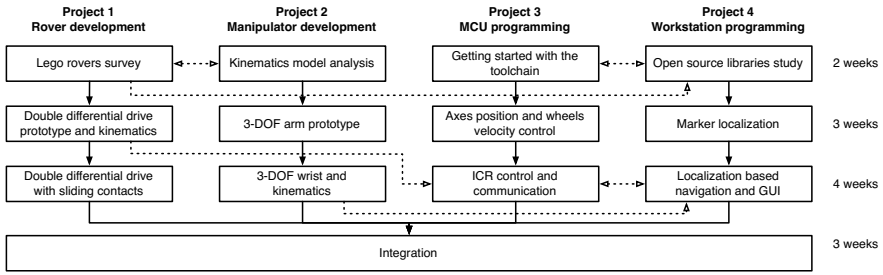 Project 1
Rover development
Project 2
Manipulator development
Project 3
MCU programming
Project 4
Workstation programming
Lego rovers survey
Kinematics model analysis
Getting started with the
toolchain
Open source libraries study
2 weeks
Double differential drive
prototype and kinematics
3-DOF arm prototype
Axes position and wheels
velocity control
Marker localization
3 weeks
Double differential drive
with sliding contacts
3-DOF wrist and
kinematics
ICR control and
communication
Localization based
navigation and GUI
4 weeks
Integration
3 weeks